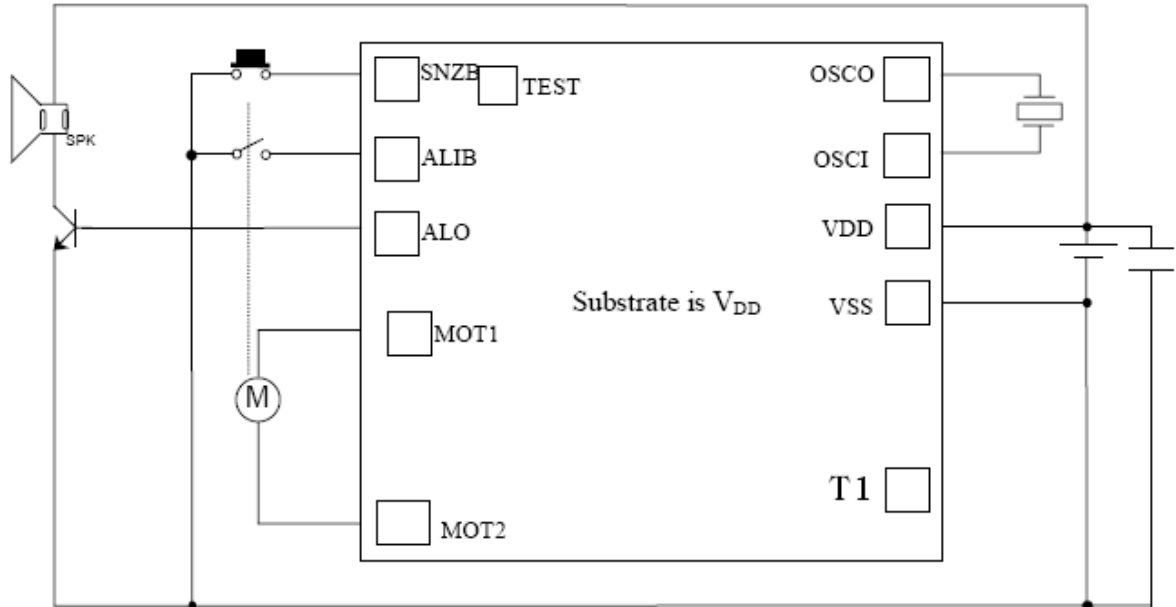 SNZB
TEST
OSCO
SPK
ALIB
OSCI
ALO
VDD
Substrate is VDD
VSS
MOT1
M
T1
MOT2